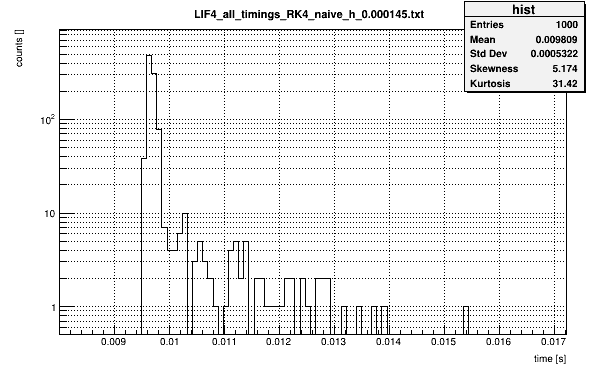 LIF4_all_timings_RK4_naive_h_0.000145.txt
hist
Entries 1000
Mean 0.009809
Std Dev 0.0005322
Skewness 5.174
Kurtosis 31.42
counts []
10²
10
1
0.009 0.01 0.011 0.012 0.013 0.014 0.015 0.016 0.017
time [s]